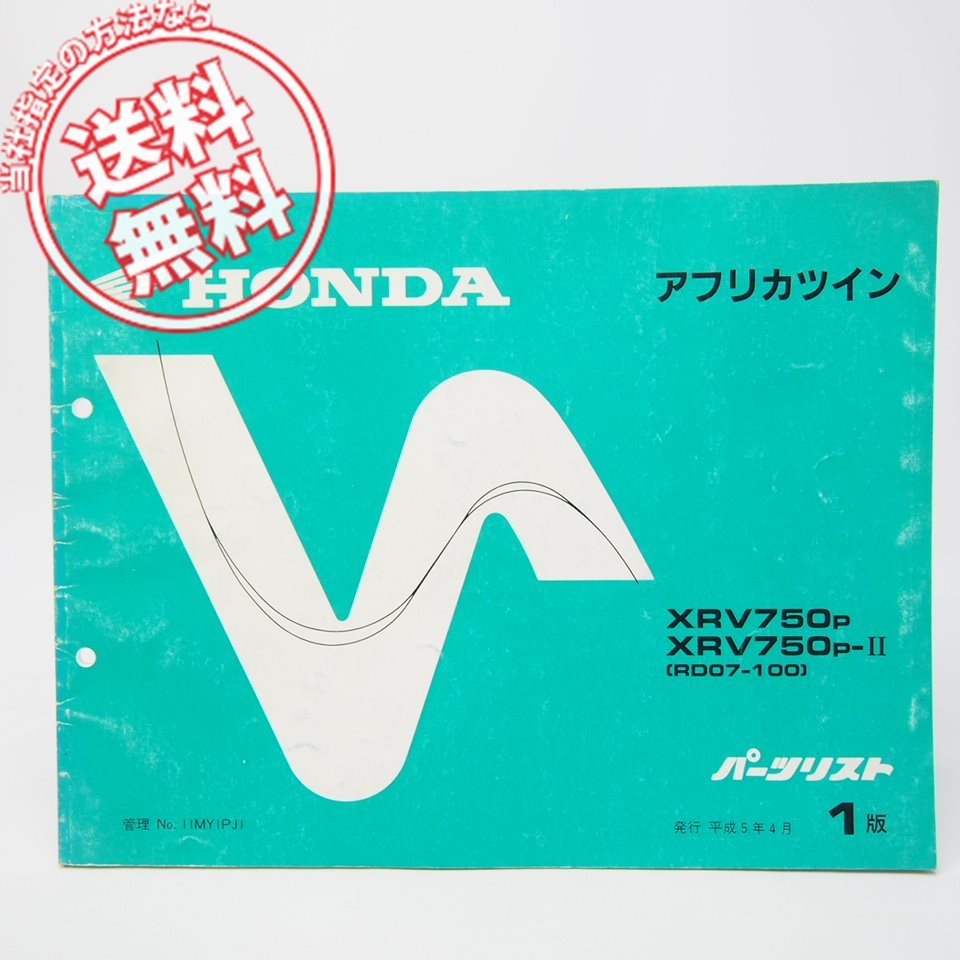 当社指定の方法なら
送料
無料
HONDA
アフリカツイン
XRV750P
XRV750P-II
(RD07-100)
パーツリスト
管理 No. 11MY1PJ1
発行 平成5年4月 1版